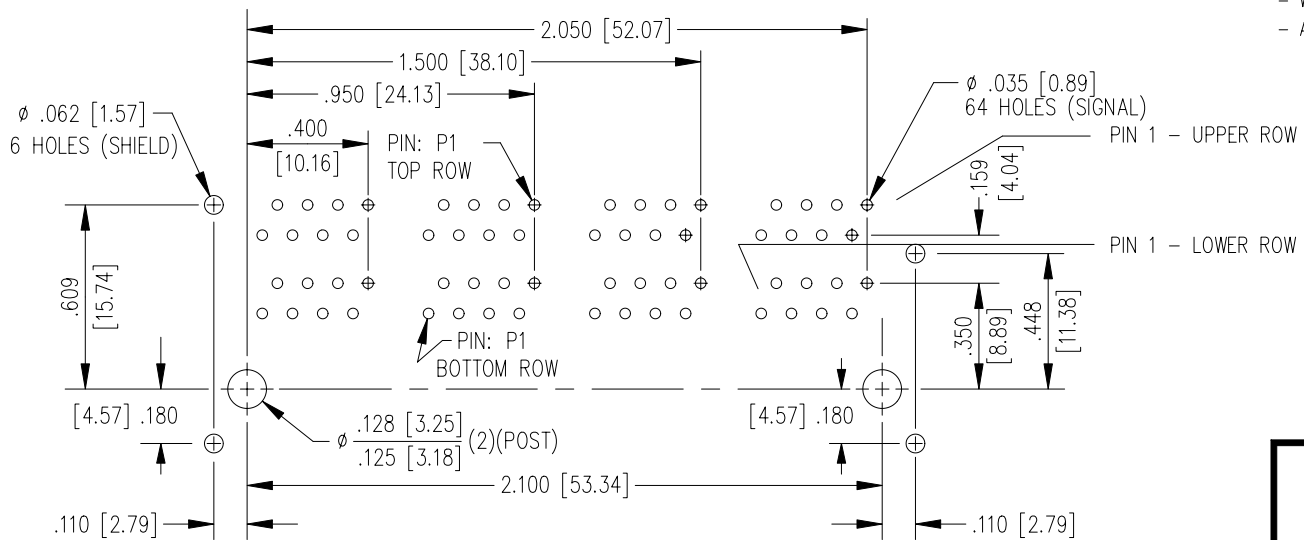 2.050 [52.07]
1.500 [38.10]
.950 [24.13]
.400
[10.16]
ø .062 [1.57]
6 HOLES (SHIELD)
PIN: P1
TOP ROW
ø .035 [0.89]
64 HOLES (SIGNAL)
PIN 1 – UPPER ROW
.159
[4.04]
PIN 1 – LOWER ROW
.609
[15.74]
.350
[8.89]
.448
[11.38]
PIN: P1
BOTTOM ROW
[4.57] .180
[4.57] .180
ø .128 [3.25]
.125 [3.18] (2)(POST)
2.100 [53.34]
.110 [2.79]
.110 [2.79]